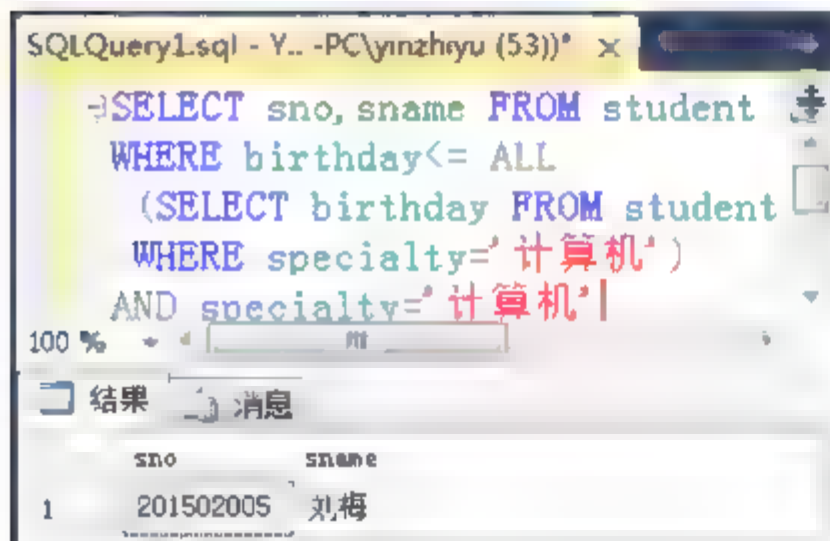 SQLQuery1.sql - Y.. -PC\yinzhiyu (53))* ×
SELECT sno,sname FROM student
WHERE birthday<= ALL
(SELECT birthday FROM student
WHERE specialty='计算机')
AND specialty='计算机'
100 %
结果 消息
sno sname
1 201502005 刘梅